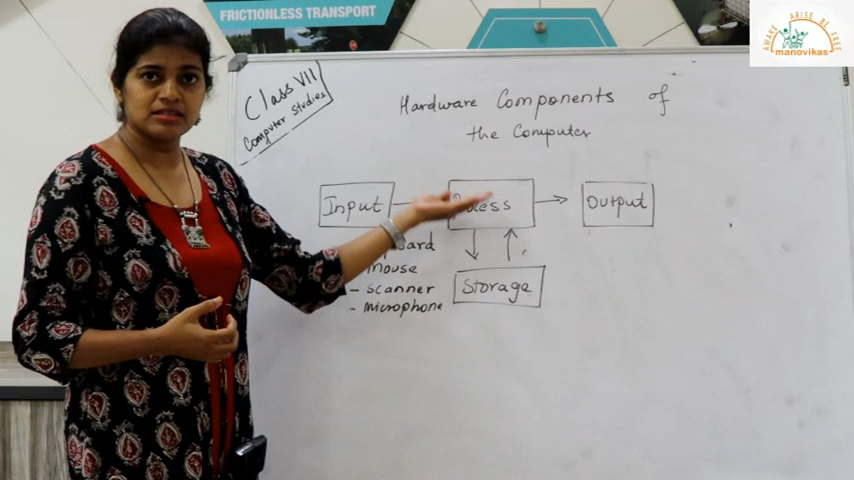 FRICTIONLESS TRANSPORT
AWAKE ARISE BE FREE
manovikas
Class VII
Computer Studies
Hardware Components of
the Computer
Input
Output
mouse
- scanner
- microphone
Storage